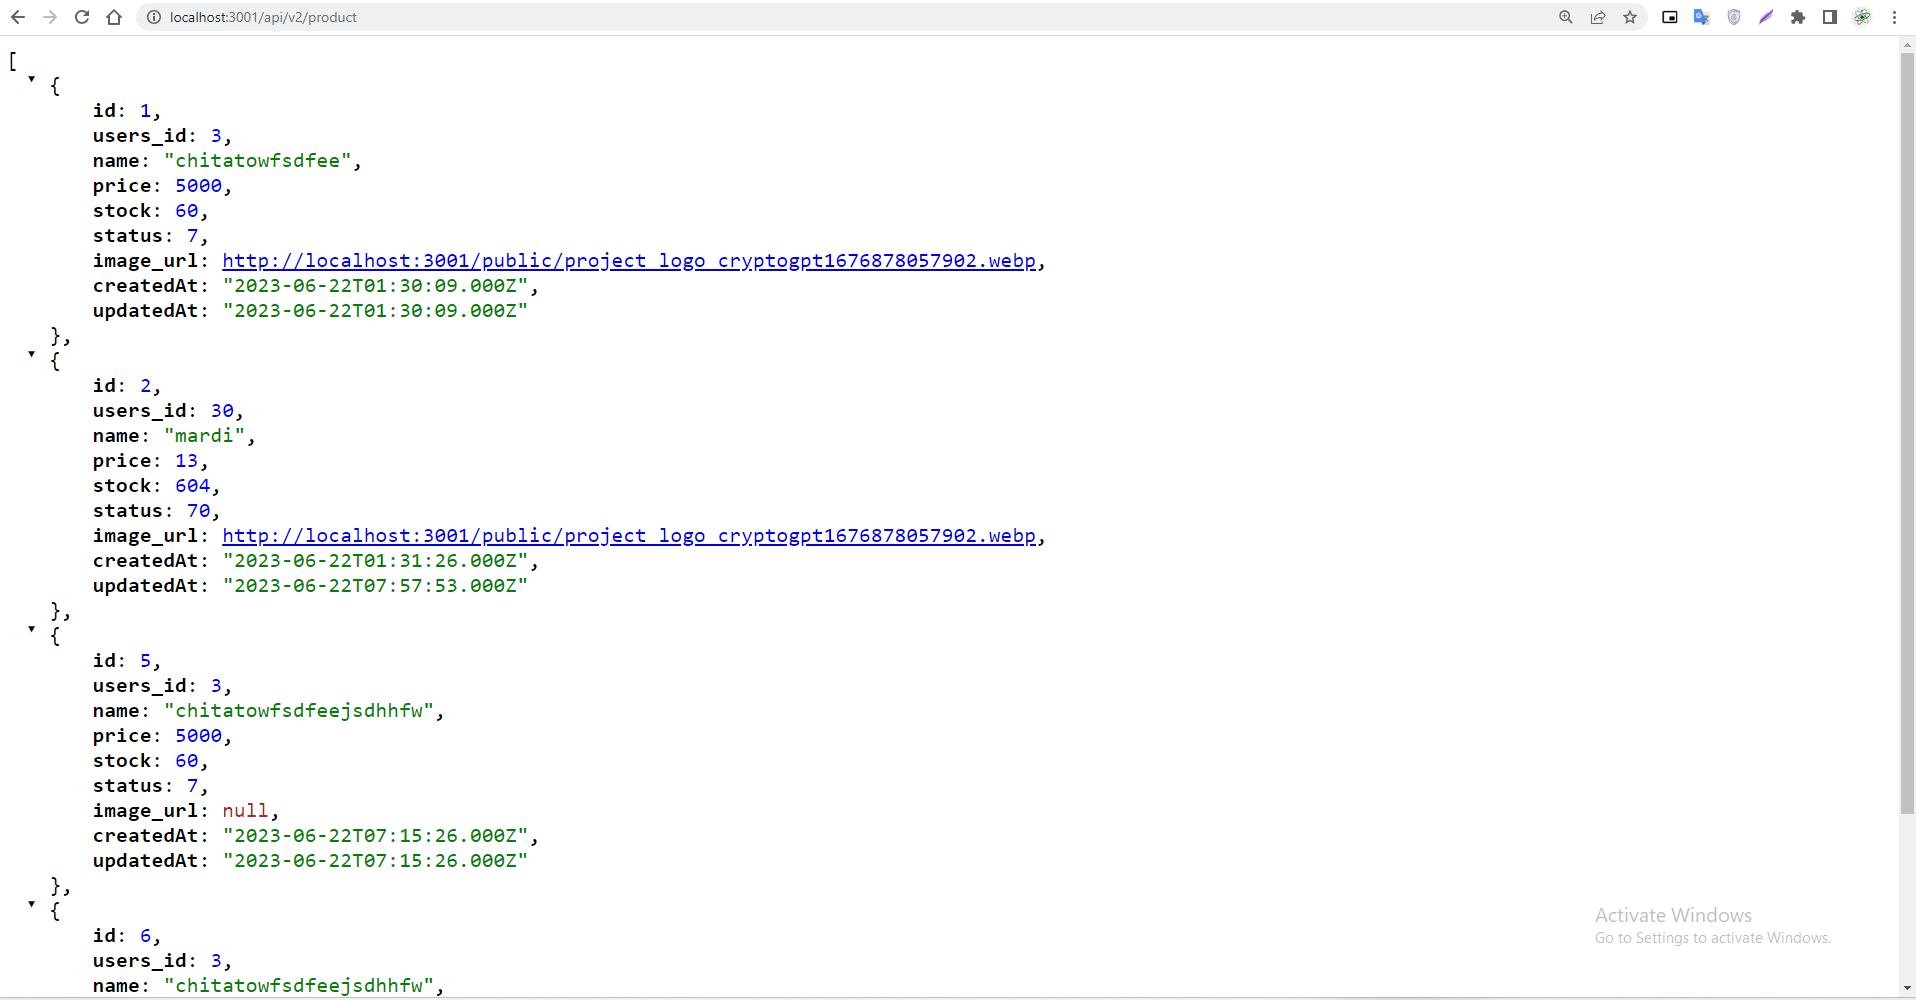 localhost:3001/api/v2/product
[
{
id: 1,
users_id: 3,
name: "chitatowfsdfee",
price: 5000,
stock: 60,
status: 7,
image_url: http://localhost:3001/public/project_logo_cryptogpt1676878057902.webp,
createdAt: "2023-06-22T01:30:09.000Z",
updatedAt: "2023-06-22T01:30:09.000Z"
},
{
id: 2,
users_id: 30,
name: "mardi",
price: 13,
stock: 604,
status: 70,
image_url: http://localhost:3001/public/project_logo_cryptogpt1676878057902.webp,
createdAt: "2023-06-22T01:31:26.000Z",
updatedAt: "2023-06-22T07:57:53.000Z"
},
{
id: 5,
users_id: 3,
name: "chitatowfsdfeejsdhhfw",
price: 5000,
stock: 60,
status: 7,
image_url: null,
createdAt: "2023-06-22T07:15:26.000Z",
updatedAt: "2023-06-22T07:15:26.000Z"
},
{
id: 6,
users_id: 3,
name: "chitatowfsdfeejsdhhfw",
Activate Windows
Go to Settings to activate Windows.